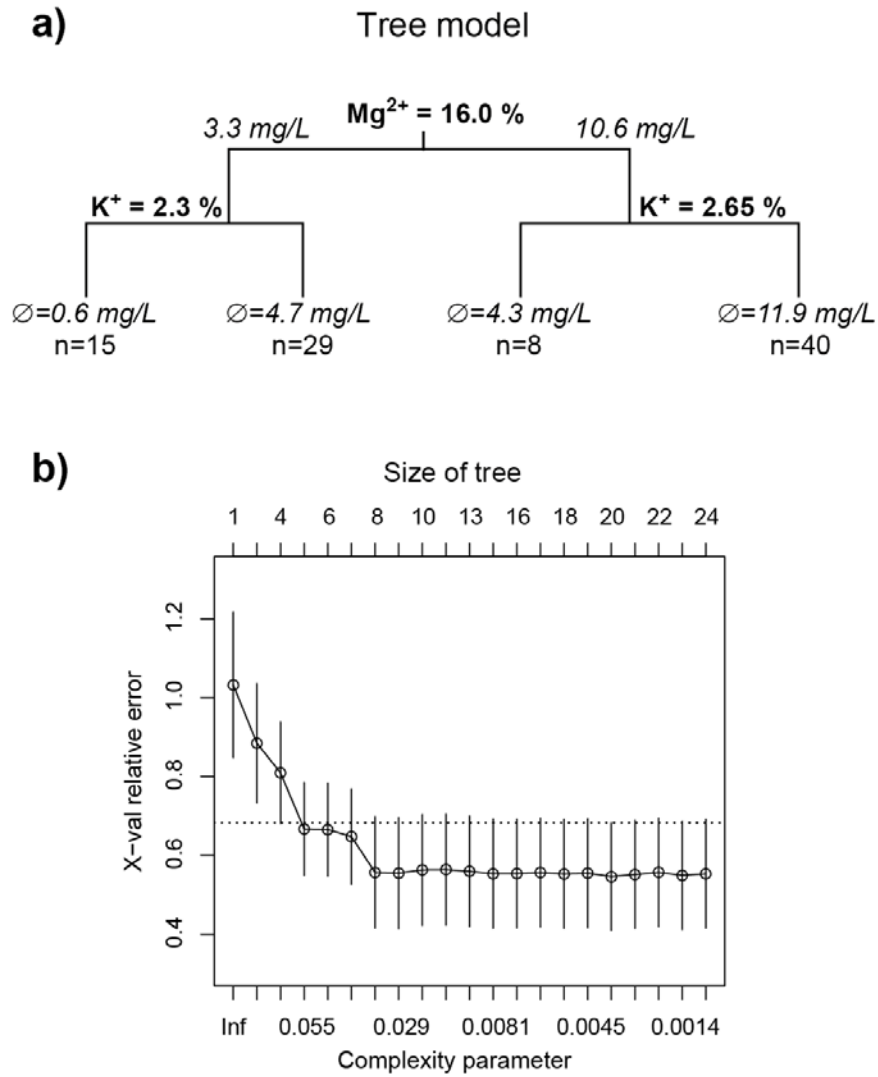 a)
Tree model
Mg²⁺ = 16.0 %
3.3 mg/L
10.6 mg/L
K⁺ = 2.3 %
K⁺ = 2.65 %
∅=0.6 mg/L
∅=4.7 mg/L
∅=4.3 mg/L
∅=11.9 mg/L
n=15
n=29
n=8
n=40
b)
Size of tree
1 4 6 8 10 13 16 18 20 22 24
1.2
1.0
0.8
0.6
0.4
X−val relative error
Inf 0.055 0.029 0.0081 0.0045 0.0014
Complexity parameter